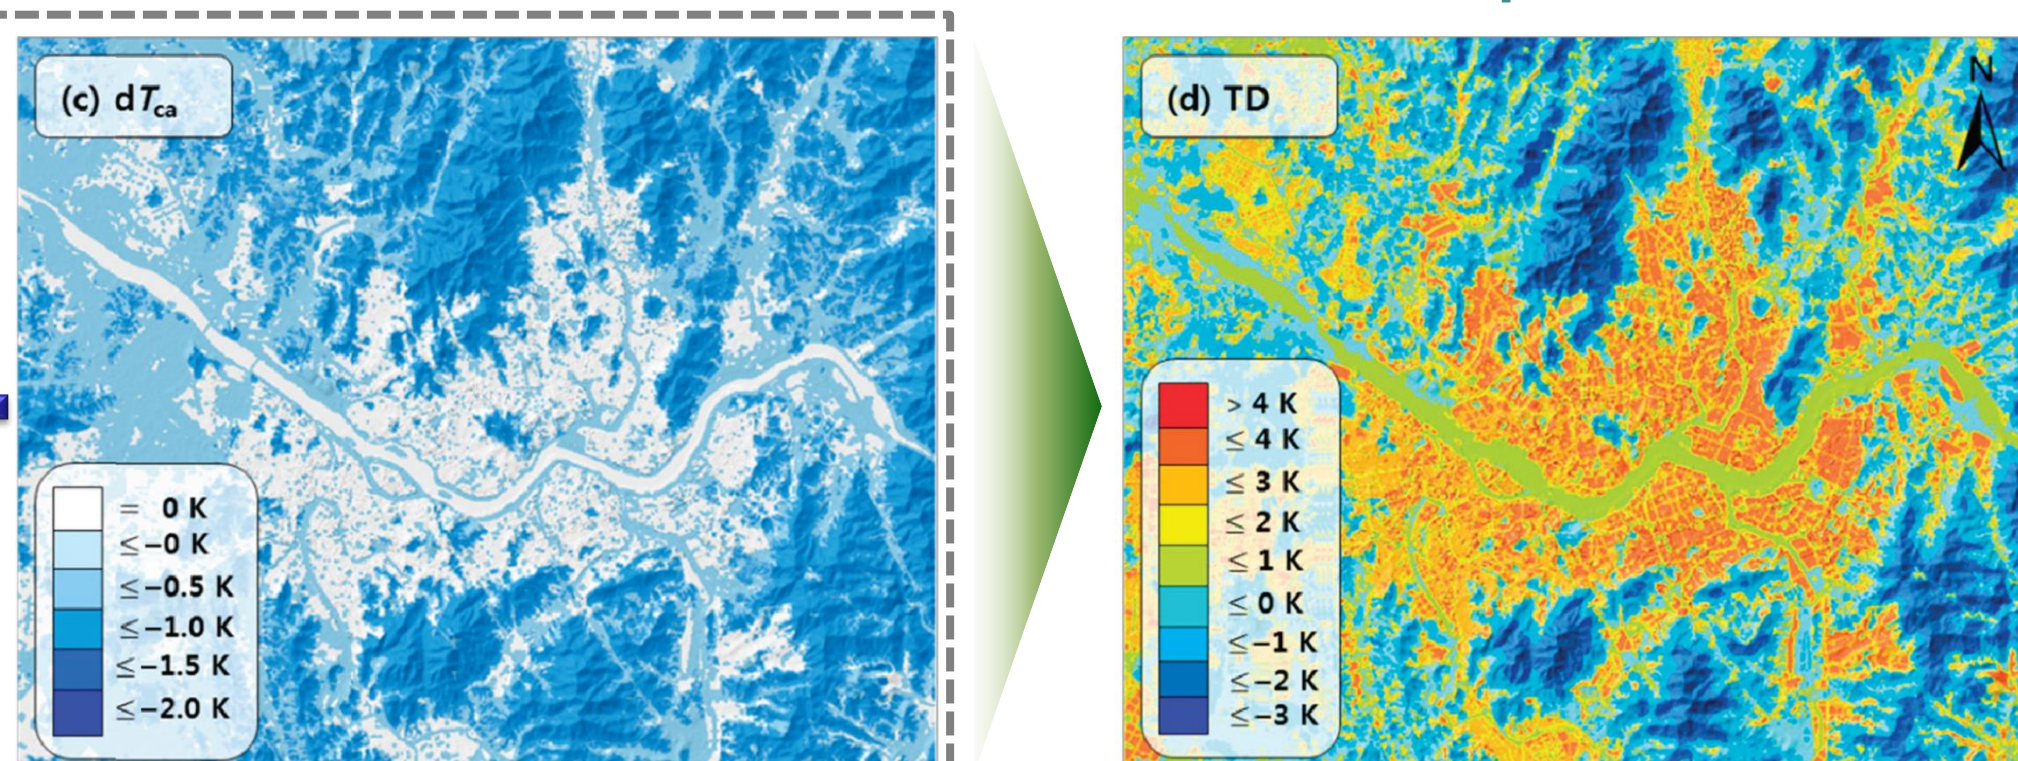 (c) dTca
= 0 K
≤-0 K
≤-0.5 K
≤-1.0 K
≤-1.5 K
≤-2.0 K
(d) TD
N
> 4 K
≤ 4 K
≤ 3 K
≤ 2 K
≤ 1 K
≤ 0 K
≤-1 K
≤-2 K
≤-3 K